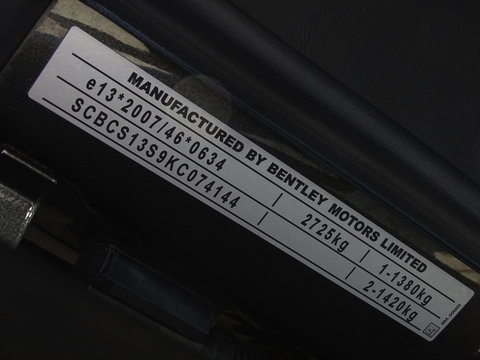 MANUFACTURED BY BENTLEY MOTORS LIMITED
e13*2007/46*0634
SCBCS13S9KC074144
2725kg
1-1380kg
2-1420kg